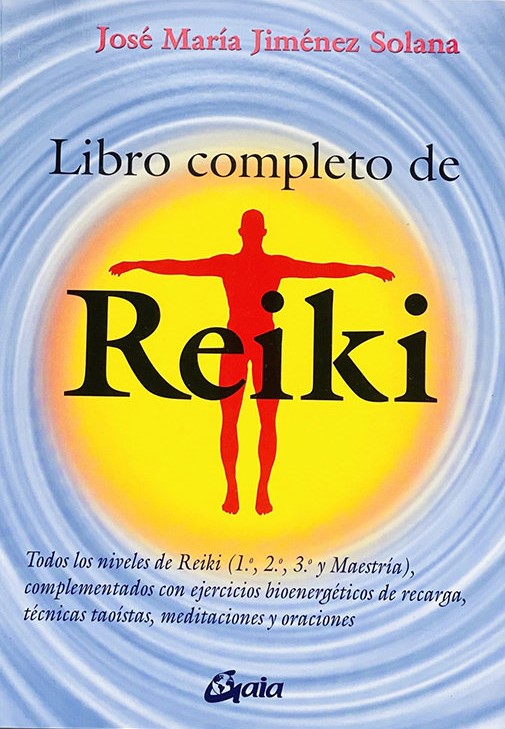 José María Jiménez Solana
Libro completo de
Reiki
Todos los niveles de Reiki (1.º, 2.º, 3.º y Maestría),
complementados con ejercicios bioenergéticos de recarga,
técnicas taoístas, meditaciones y oraciones
Gaia